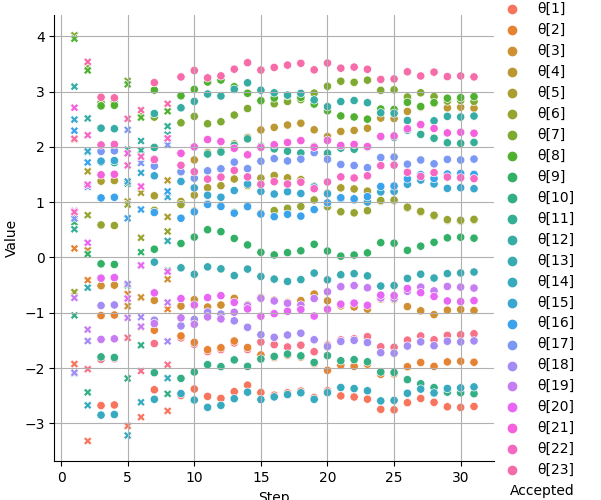 θ[1]
θ[2]
θ[3]
θ[4]
θ[5]
θ[6]
θ[7]
θ[8]
θ[9]
θ[10]
θ[11]
θ[12]
θ[13]
θ[14]
θ[15]
θ[16]
θ[17]
θ[18]
θ[19]
θ[20]
θ[21]
θ[22]
θ[23]
Accepted
4
3
2
1
0
−1
−2
−3
Value
0
5
10
15
20
25
30
Step